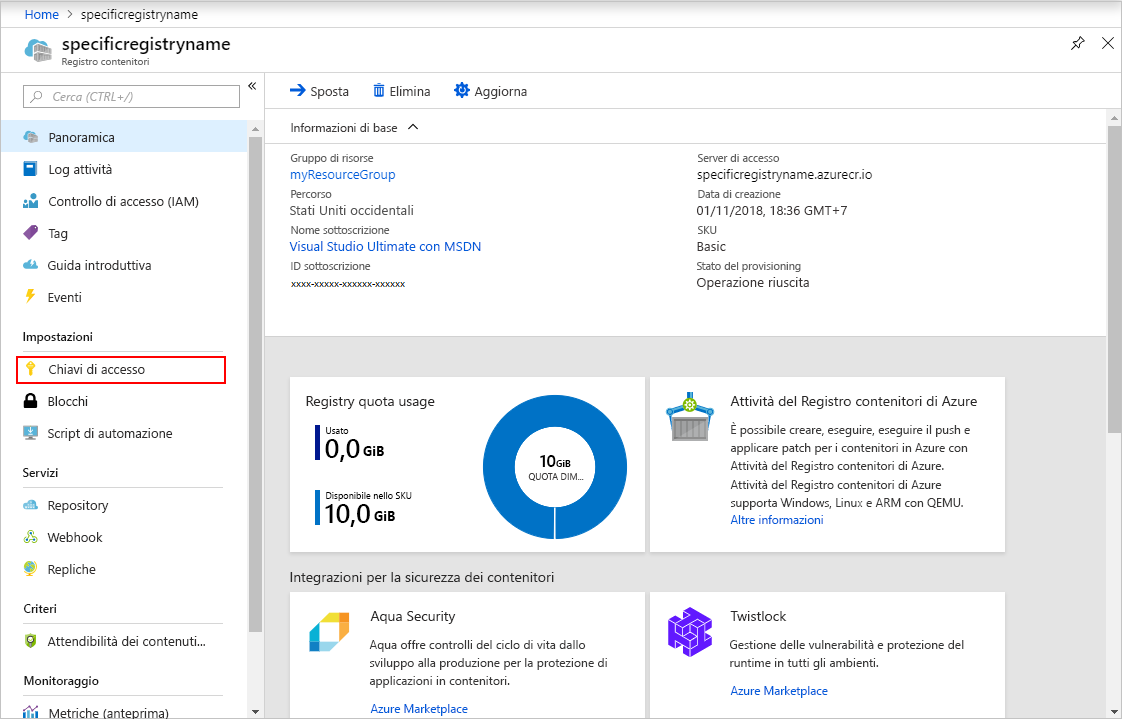 Home > specificregistryname
specificregistryname
Registro contenitori
Cerca (CTRL+/)
«
Panoramica
Log attività
Controllo di accesso (IAM)
Tag
Guida introduttiva
Eventi
Impostazioni
Chiavi di accesso
Blocchi
Script di automazione
Servizi
Repository
Webhook
Repliche
Criteri
Attendibilità dei contenuti...
Monitoraggio
Metriche (anteprima)
Sposta
Elimina
Aggiorna
Informazioni di base
Gruppo di risorse
myResourceGroup
Percorso
Stati Uniti occidentali
Nome sottoscrizione
Visual Studio Ultimate con MSDN
ID sottoscrizione
xxxx-xxxxx-xxxxxx-xxxxxx
Server di accesso
specificregistryname.azurecr.io
Data di creazione
01/11/2018, 18:36 GMT+7
SKU
Basic
Stato del provisioning
Operazione riuscita
Registry quota usage
Usato
0,0 GiB
Disponibile nello SKU
10,0 GiB
10GiB
QUOTA DIM...
Attività del Registro contenitori di Azure
È possibile creare, eseguire, eseguire il push e
applicare patch per i contenitori in Azure con
Attività del Registro contenitori di Azure.
Attività del Registro contenitori di Azure
supporta Windows, Linux e ARM con QEMU.
Altre informazioni
Integrazioni per la sicurezza dei contenitori
Aqua Security
Aqua offre controlli del ciclo di vita dallo
sviluppo alla produzione per la protezione di
applicazioni in contenitori.
Azure Marketplace
Twistlock
Gestione delle vulnerabilità e protezione del
runtime in tutti gli ambienti.
Azure Marketplace